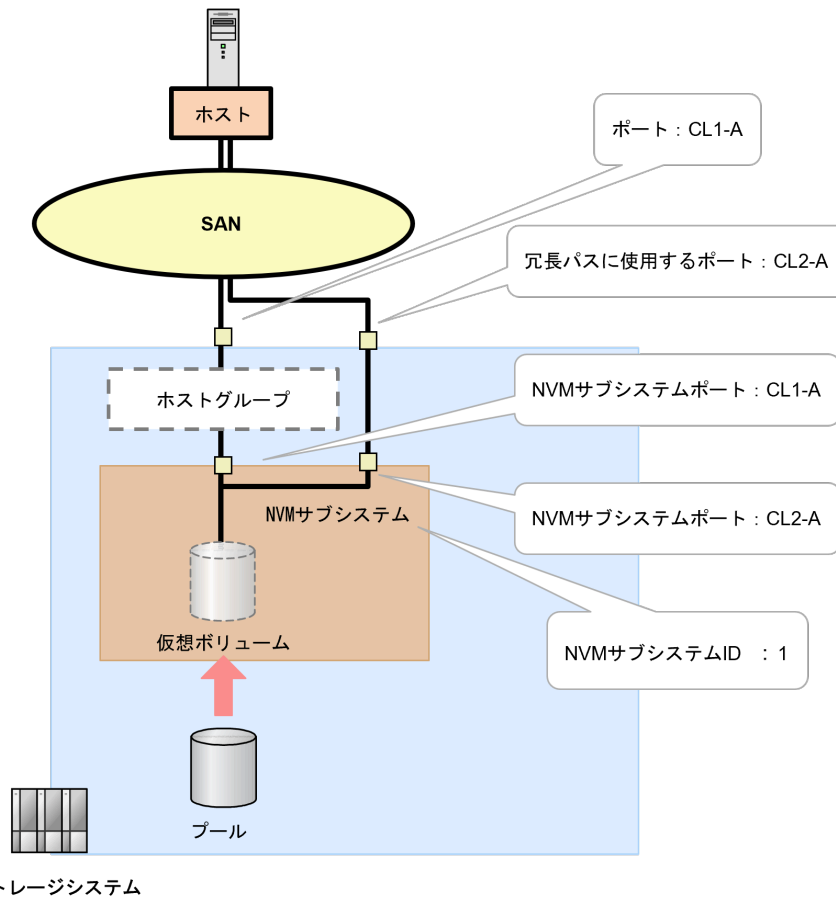 ホスト
ポート：CL1-A
SAN
冗長パスに使用するポート：CL2-A
ホストグループ
NVMサブシステムポート：CL1-A
NVMサブシステム
NVMサブシステムポート：CL2-A
仮想ボリューム
NVMサブシステムID ：1
プール
トレージシステム